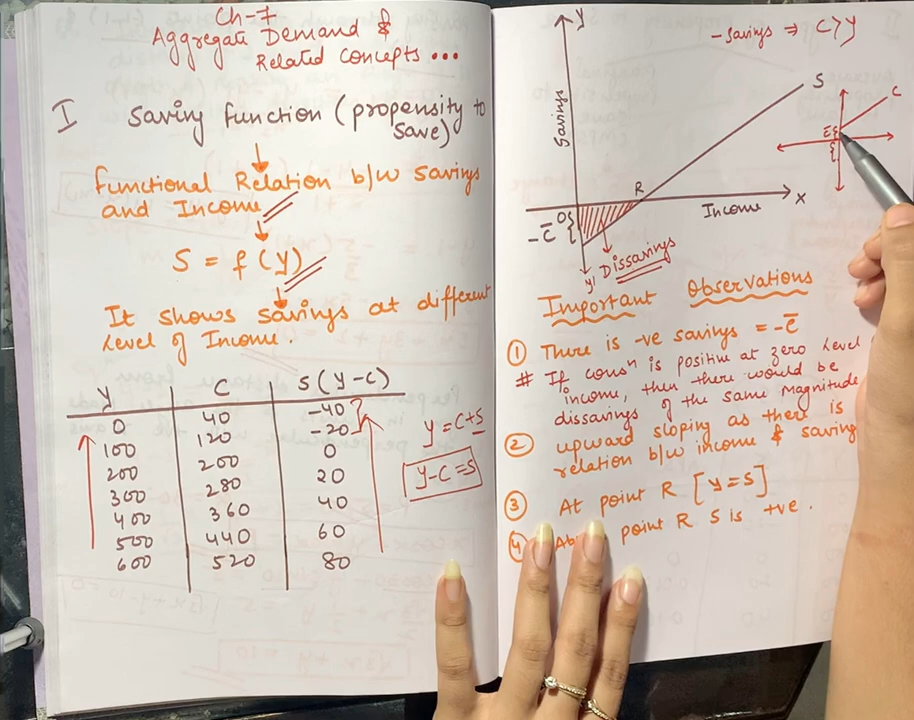 Ch-7
Aggregate Demand &
Related Concepts ...
I Saving function (propensity to
Save)
functional Relation b/w savings
and Income
S = f (y)
It shows savings at different
Level of Income.
y C S (y-c)
0 40 -40
100 120 -20
200 200 0
300 280 20
400 360 40
500 440 60
600 520 80
?
y = C+S
y-C = S
y
- savings ⇒ C>y
Savings
S
C
R
O
Income
x
-c̄
c̄
y'
Dissavings
Important Observations
① There is -ve savings = -c̄
# If consⁿ is positive at zero level
income, then there would be
dissavings of the same magnitude
② upward sloping as there is
relation b/w income & saving
③ At point R [y=s]
④ point R S is +ve.